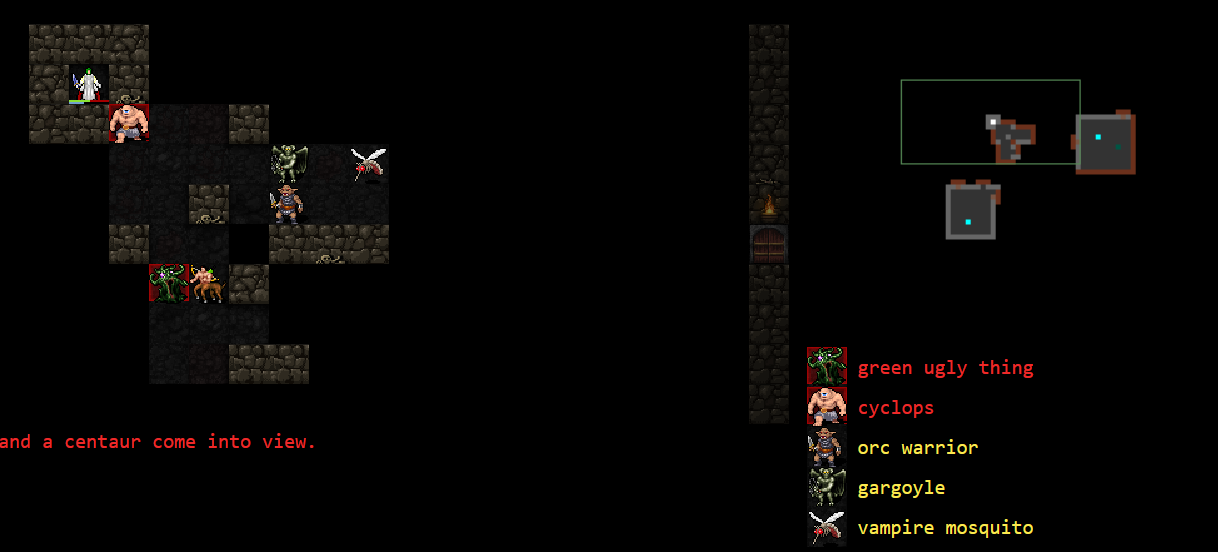 and a centaur come into view.
green ugly thing
cyclops
orc warrior
gargoyle
vampire mosquito